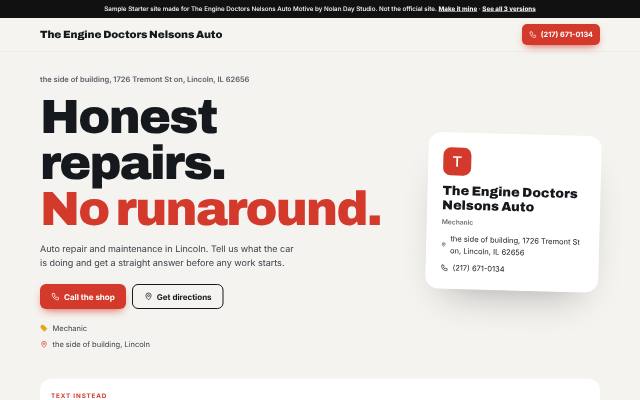 Sample Starter site made for The Engine Doctors Nelsons Auto Motive by Nolan Day Studio. Not the official site. Make it mine · See all 3 versions
The Engine Doctors Nelsons Auto
(217) 671-0134
the side of building, 1726 Tremont St on, Lincoln, IL 62656
Honest
repairs.
No runaround.
Auto repair and maintenance in Lincoln. Tell us what the car
is doing and get a straight answer before any work starts.
Call the shop
Get directions
Mechanic
the side of building, Lincoln
T
The Engine Doctors
Nelsons Auto
Mechanic
the side of building, 1726 Tremont St
on, Lincoln, IL 62656
(217) 671-0134
TEXT INSTEAD